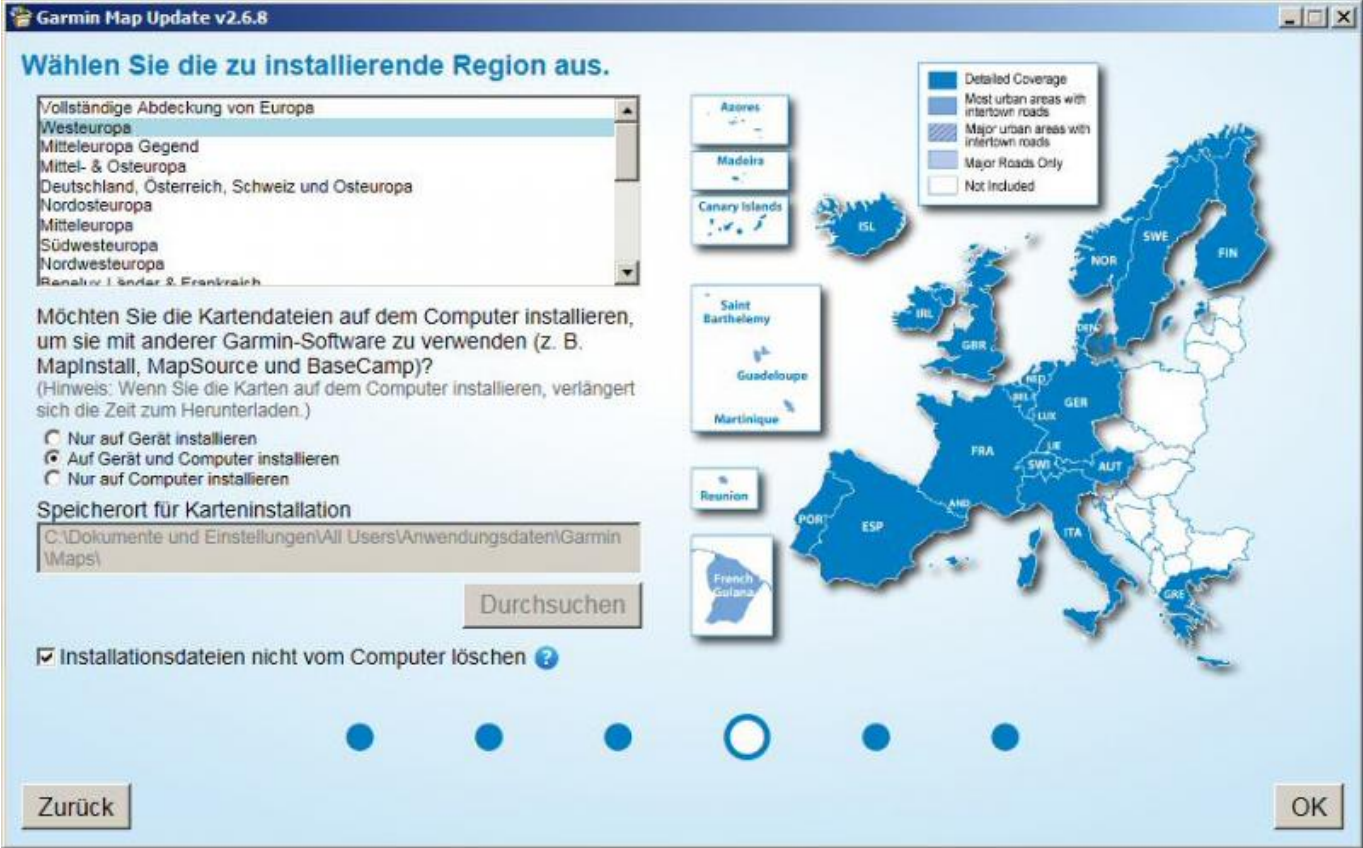 Garmin Map Update v2.6.8
Wählen Sie die zu installierende Region aus.
Vollständige Abdeckung von Europa
Westeuropa
Mitteleuropa Gegend
Mittel- & Osteuropa
Deutschland, Österreich, Schweiz und Osteuropa
Nordosteuropa
Mitteleuropa
Südwesteuropa
Nordwesteuropa
Benelux Länder & Frankreich
Möchten Sie die Kartendateien auf dem Computer installieren,
um sie mit anderer Garmin-Software zu verwenden (z. B.
MapInstall, MapSource und BaseCamp)?
(Hinweis: Wenn Sie die Karten auf dem Computer installieren, verlängert
sich die Zeit zum Herunterladen.)
Nur auf Gerät installieren
Auf Gerät und Computer installieren
Nur auf Computer installieren
Speicherort für Karteninstallation
C:\Dokumente und Einstellungen\All Users\Anwendungsdaten\Garmin
\Maps\
Durchsuchen
Installationsdateien nicht vom Computer löschen ?
Detailed Coverage
Most urban areas with
intertown roads
Major urban areas with
intertown roads
Major Roads Only
Not Included
Azores
Madeira
Canary Islands
Saint
Barthelemy
Guadeloupe
Martinique
Reunion
French
Guiana
ISL
SWE
FIN
NOR
IRL
DEN
GBR
NED
BEL
GER
LUX
FRA
LIE
SWI
AUT
AND
POR
ESP
ITA
GRE
Zurück
OK